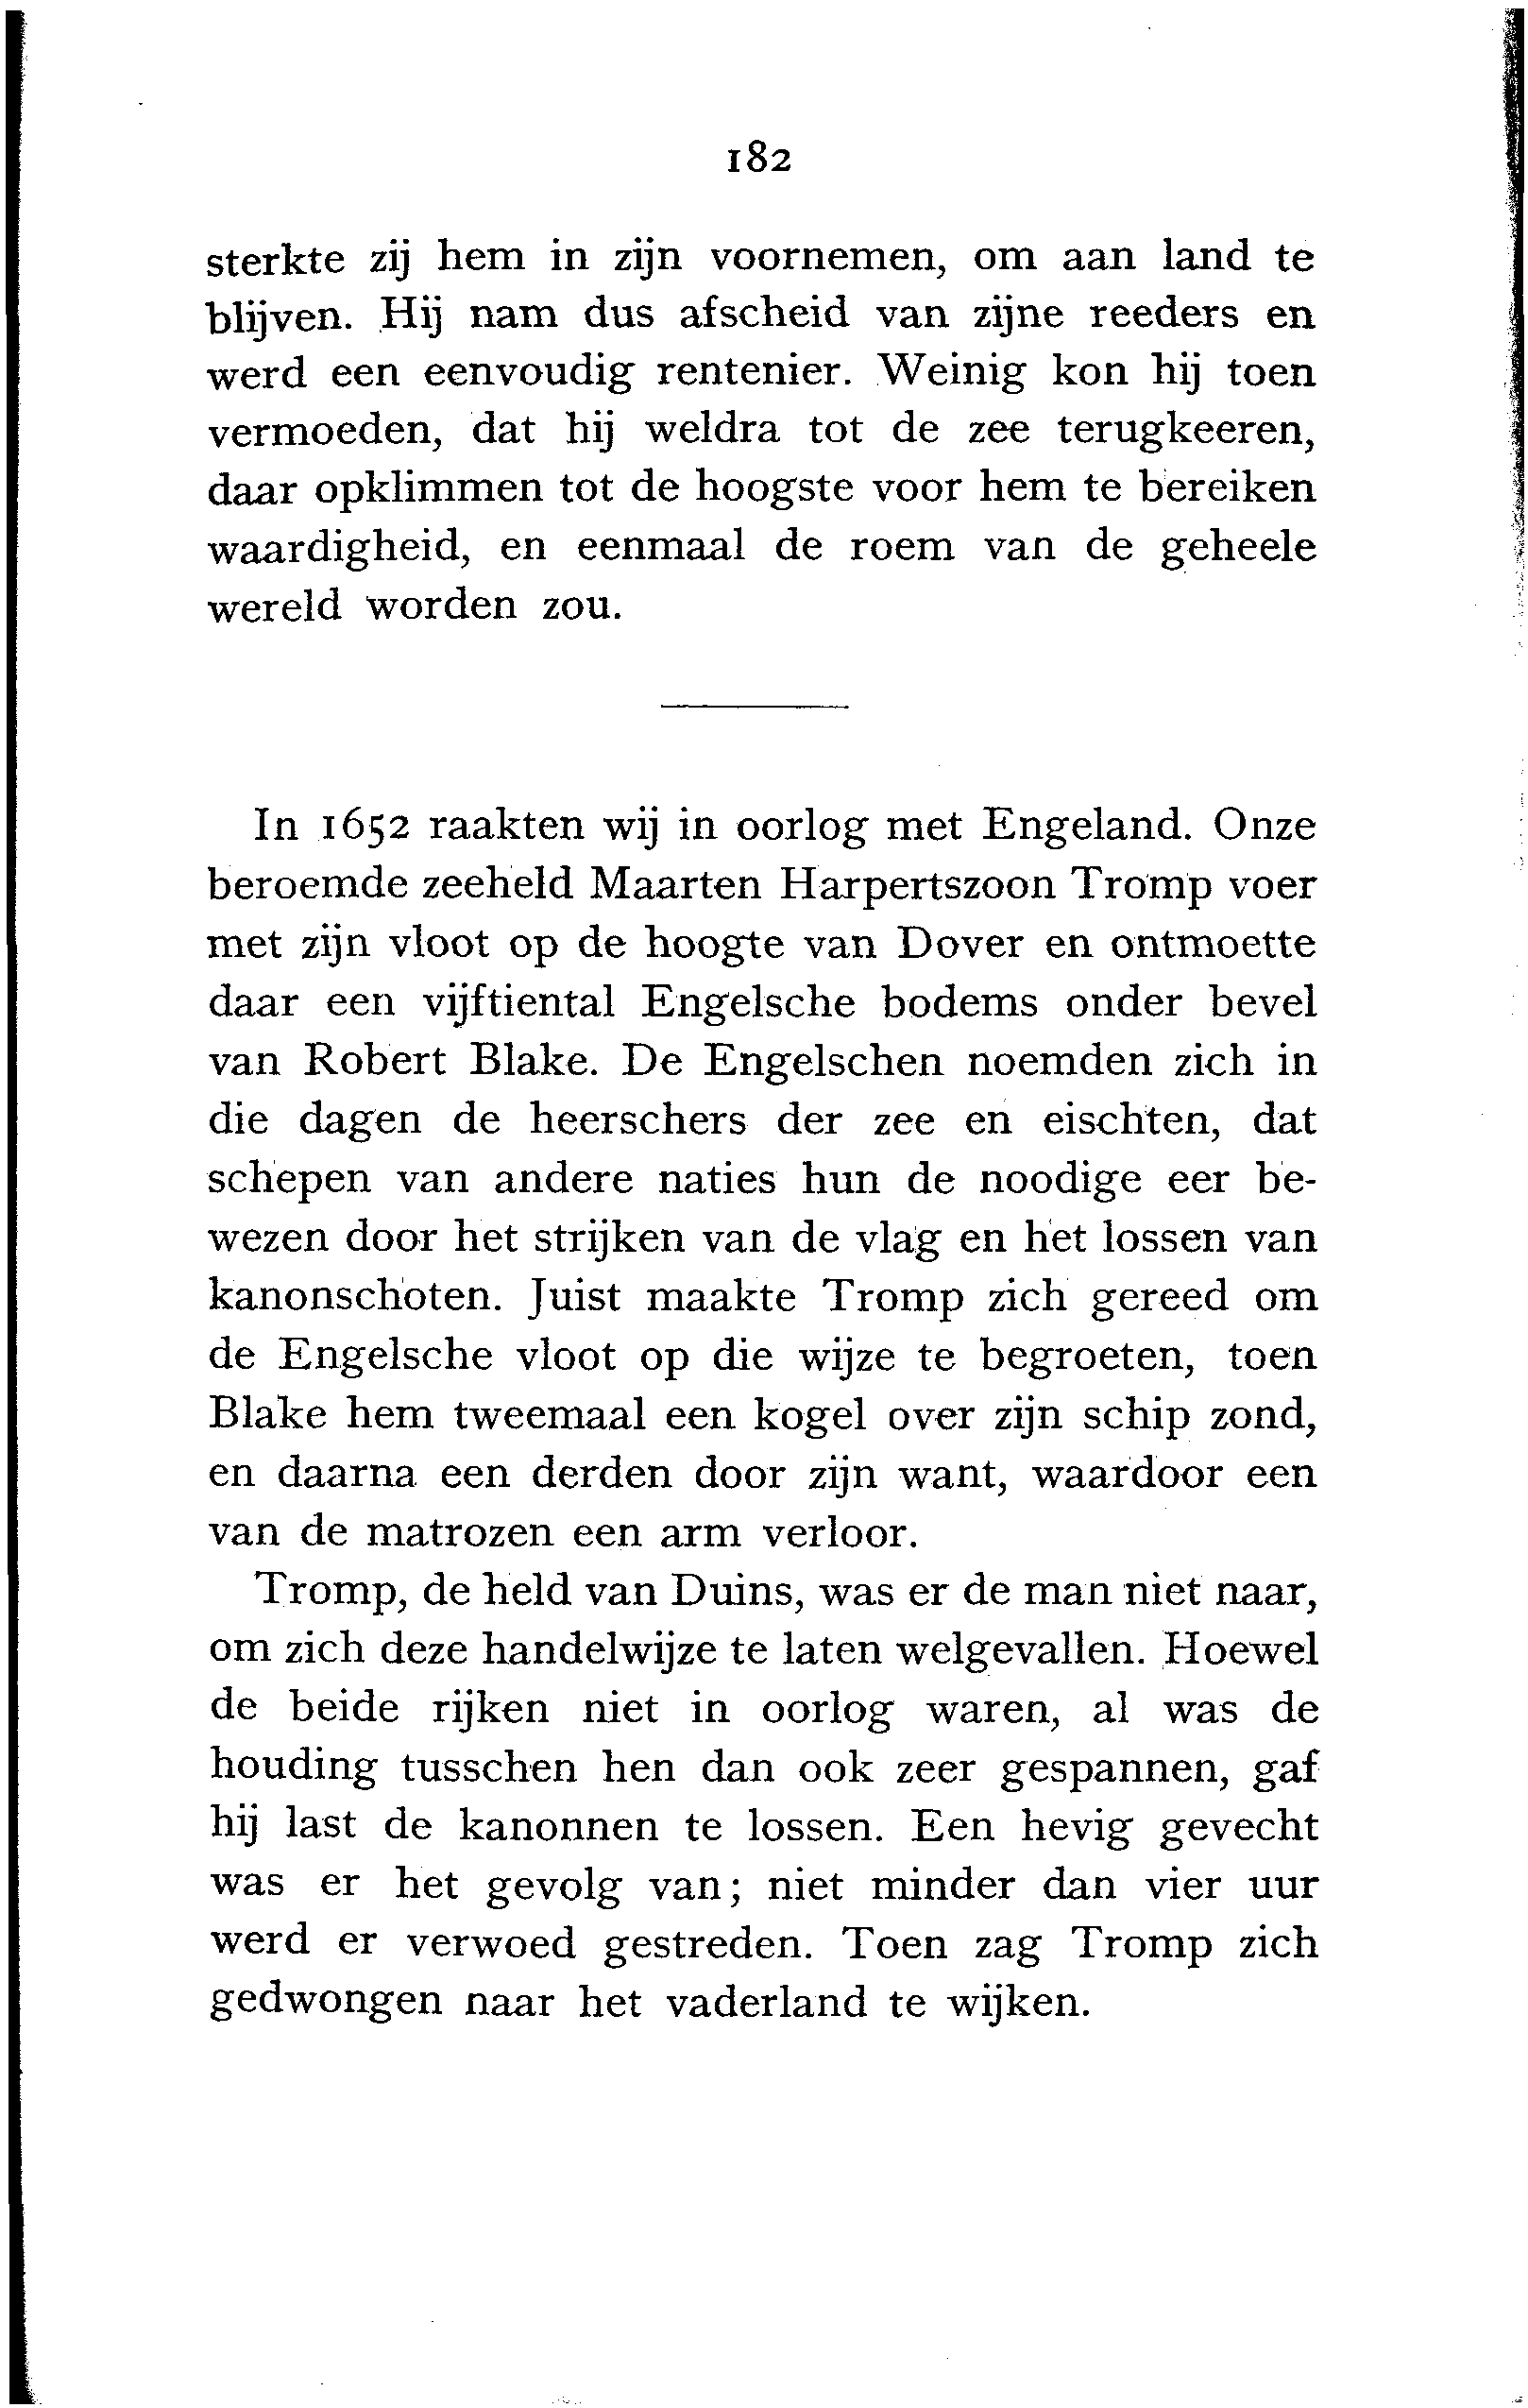 182
sterkte zij hem in zijn voornemen, om aan land te
blijven. Hij nam dus afscheid van zijne reeders en
werd een eenvoudig rentenier. Weinig kon hij toen
vermoeden, dat hij weldra tot de zee terugkeeren,
daar opklimmen tot de hoogste voor hem te bereiken
waardigheid, en eenmaal de roem van de geheele
wereld worden zou.
In 1652 raakten wij in oorlog met Engeland. Onze
beroemde zeeheld Maarten Harpertszoon Tromp voer
met zijn vloot op de hoogte van Dover en ontmoette
daar een vijftiental Engelsche bodems onder bevel
van Robert Blake. De Engelschen noemden zich in
die dagen de heerschers der zee en eischten, dat
schepen van andere naties hun de noodige eer be-
wezen door het strijken van de vlag en het lossen van
kanonschoten. Juist maakte Tromp zich gereed om
de Engelsche vloot op die wijze te begroeten, toen
Blake hem tweemaal een kogel over zijn schip zond,
en daarna een derden door zijn want, waardoor een
van de matrozen een arm verloor.
Tromp, de held van Duins, was er de man niet naar,
om zich deze handelwijze te laten welgevallen. Hoewel
de beide rijken niet in oorlog waren, al was de
houding tusschen hen dan ook zeer gespannen, gaf
hij last de kanonnen te lossen. Een hevig gevecht
was er het gevolg van; niet minder dan vier uur
werd er verwoed gestreden. Toen zag Tromp zich
gedwongen naar het vaderland te wijken.